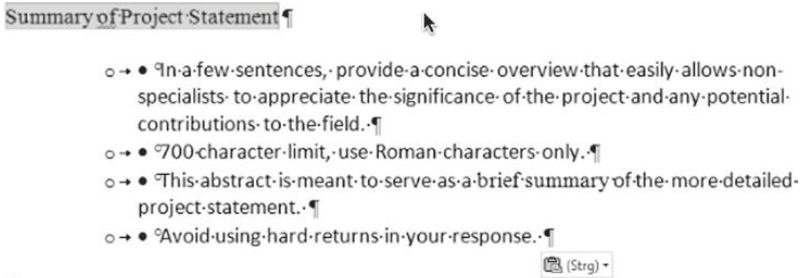 Summary of Project Statement ¶
○ → ● °In·a·few·sentences,·provide·a·concise·overview·that·easily·allows·non-
specialists·to·appreciate·the·significance·of·the·project·and·any·potential·
contributions·to·the·field.·¶
○ → ● °700·character·limit,·use·Roman·characters·only.·¶
○ → ● °This·abstract·is·meant·to·serve·as·a·brief·summary·of·the·more·detailed·
project·statement.·¶
○ → ● °Avoid·using·hard·returns·in·your·response.·¶
(Strg)